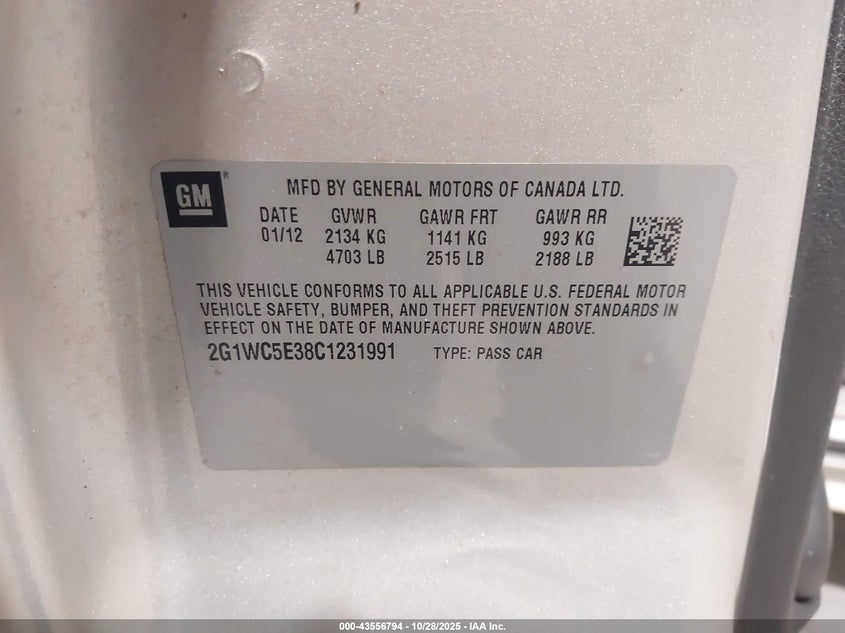 GM
MFD BY GENERAL MOTORS OF CANADA LTD.
DATE GVWR GAWR FRT GAWR RR
01/12 2134 KG 1141 KG 993 KG
4703 LB 2515 LB 2188 LB
THIS VEHICLE CONFORMS TO ALL APPLICABLE U.S. FEDERAL MOTOR
VEHICLE SAFETY, BUMPER, AND THEFT PREVENTION STANDARDS IN
EFFECT ON THE DATE OF MANUFACTURE SHOWN ABOVE.
2G1WC5E38C1231991 TYPE: PASS CAR
000-43556794 - 10/28/2025 - IAA Inc.